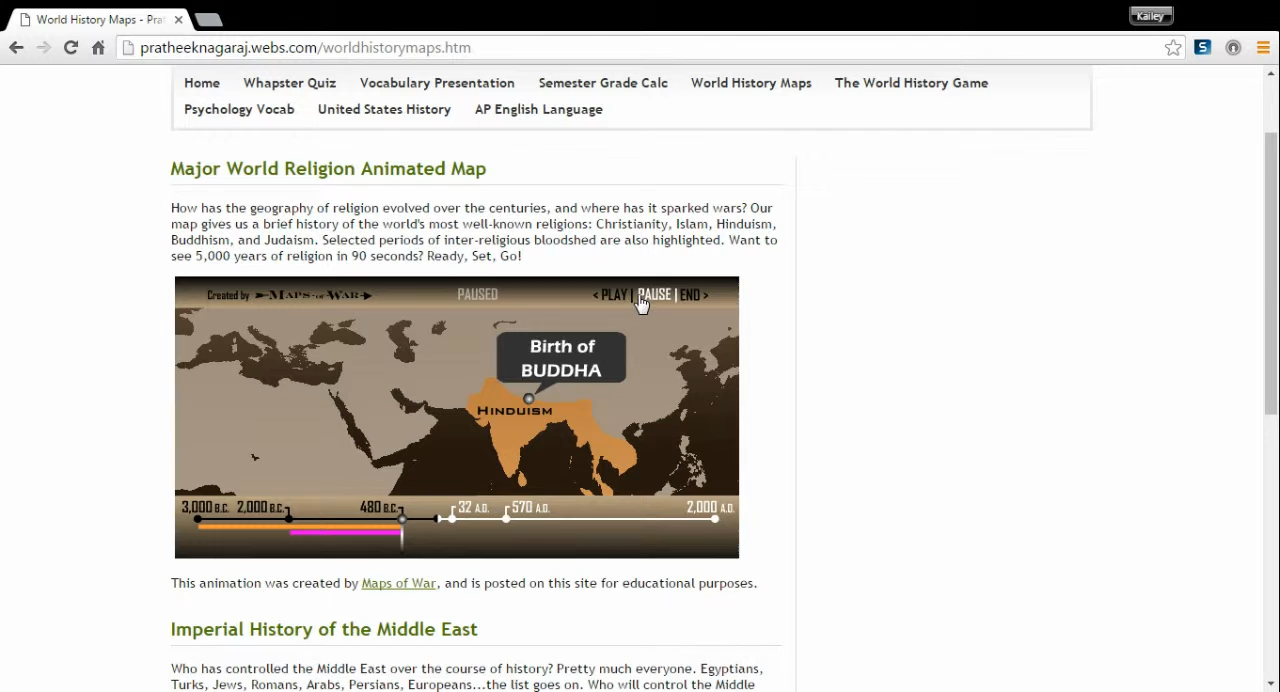 World History Maps - Pra
Kailey
pratheeknagaraj.webs.com/worldhistorymaps.htm
Home Whapster Quiz Vocabulary Presentation Semester Grade Calc World History Maps The World History Game
Psychology Vocab United States History AP English Language
Major World Religion Animated Map
How has the geography of religion evolved over the centuries, and where has it sparked wars? Our
map gives us a brief history of the world's most well-known religions: Christianity, Islam, Hinduism,
Buddhism, and Judaism. Selected periods of inter-religious bloodshed are also highlighted. Want to
see 5,000 years of religion in 90 seconds? Ready, Set, Go!
Created by MAPS-OF-WAR PAUSED < PLAY | PAUSE | END >
Birth of
BUDDHA
HINDUISM
3,000 B.C. 2,000 B.C. 480 B.C. 32 A.D. 570 A.D. 2,000 A.D.
This animation was created by Maps of War, and is posted on this site for educational purposes.
Imperial History of the Middle East
Who has controlled the Middle East over the course of history? Pretty much everyone. Egyptians,
Turks, Jews, Romans, Arabs, Persians, Europeans...the list goes on. Who will control the Middle